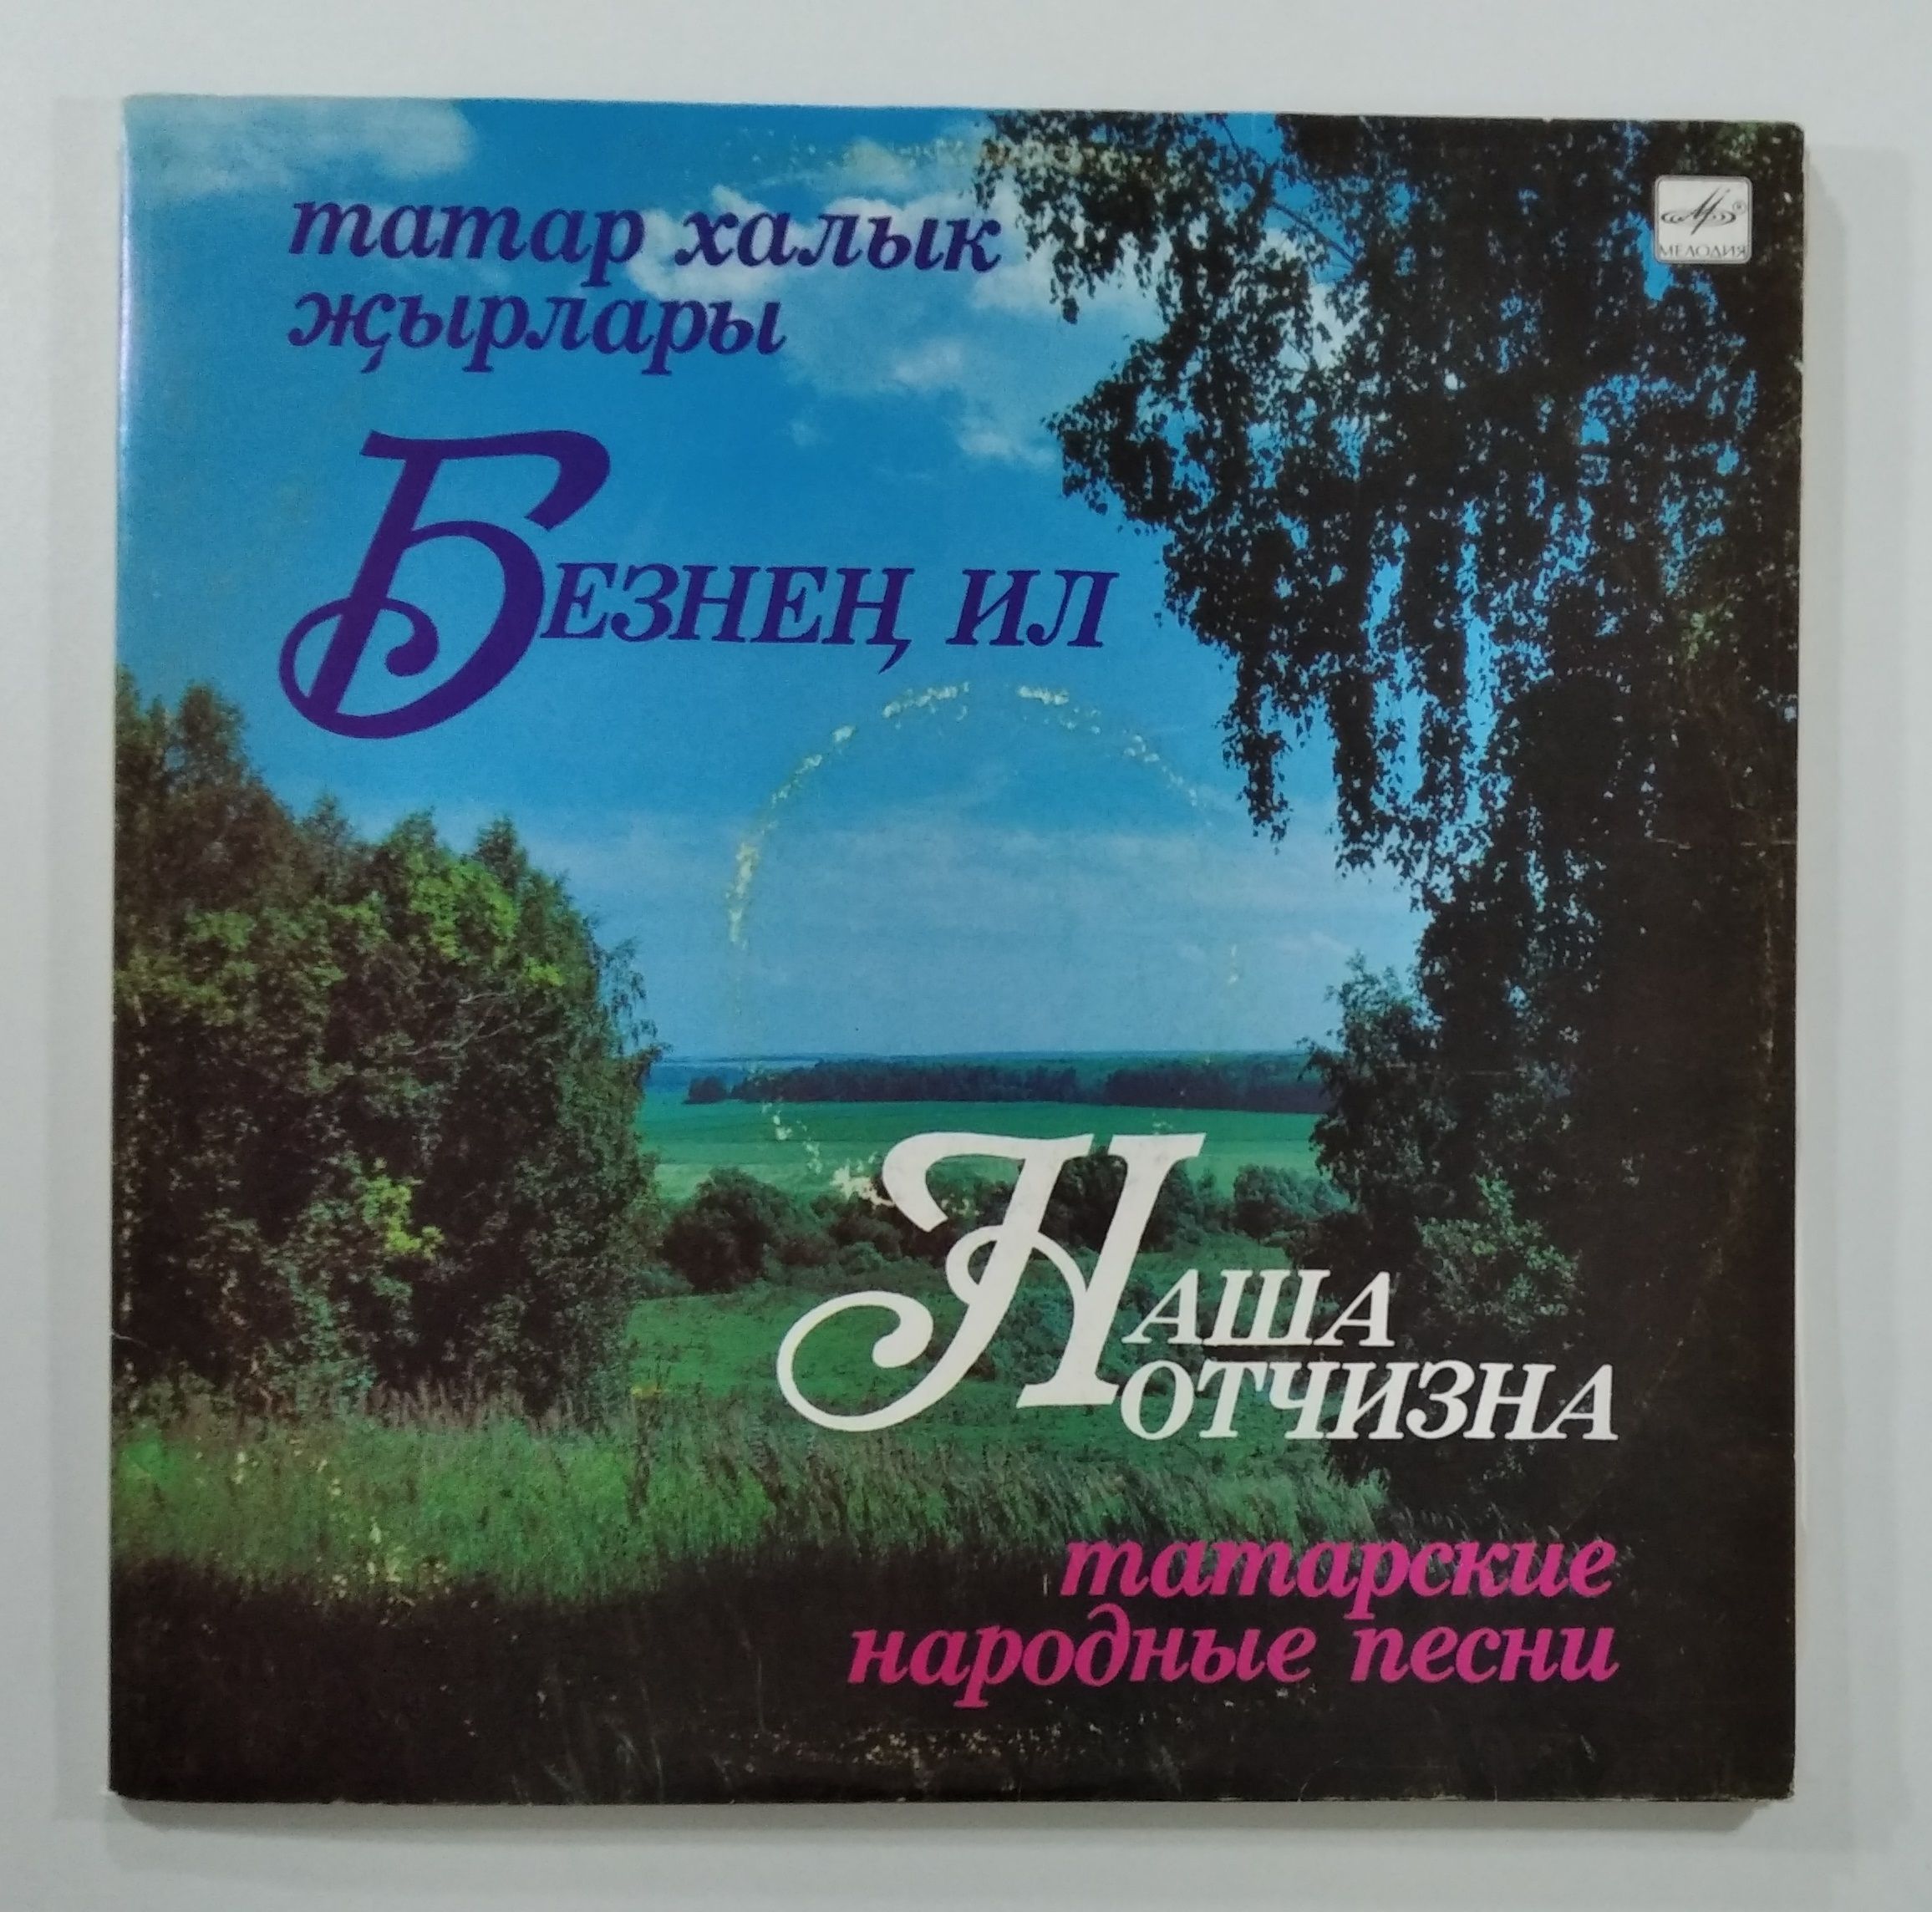 татар халык
җырлары
МЕЛОДИЯ
БЕЗНЕҢ ИЛ
НАША
ОТЧИЗНА
татарские
народные песни